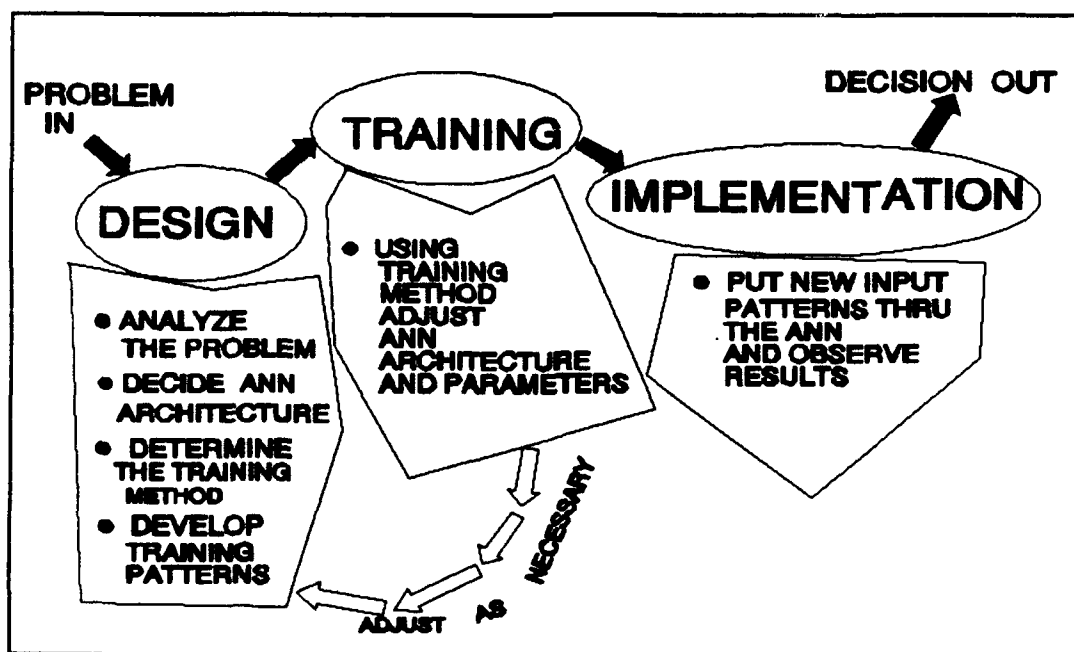 PROBLEM
IN
DESIGN
• ANALYZE
THE PROBLEM
• DECIDE ANN
ARCHITECTURE
• DETERMINE
THE TRAINING
METHOD
• DEVELOP
TRAINING
PATTERNS
TRAINING
• USING
TRAINING
METHOD
ADJUST
ANN
ARCHITECTURE
AND PARAMETERS
ADJUST AS NECESSARY
IMPLEMENTATION
• PUT NEW INPUT
PATTERNS THRU
THE ANN
AND OBSERVE
RESULTS
DECISION OUT